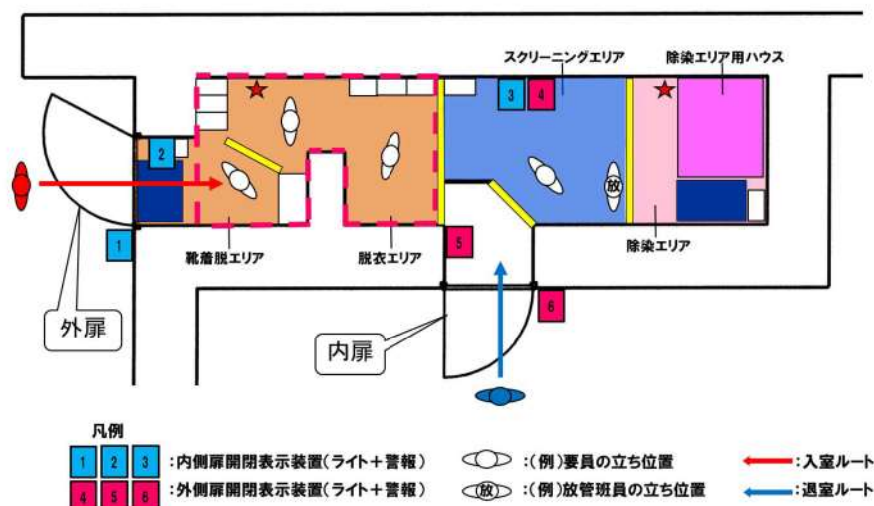 スクリーニングエリア
除染エリア用ハウス
3
4
2
放
1
靴着脱エリア
脱衣エリア
5
除染エリア
6
外扉
内扉
凡例
1 2 3 :内側扉開閉表示装置(ライト+警報)
:(例)要員の立ち位置
:入室ルート
4 5 6 :外側扉開閉表示装置(ライト+警報)
放 :(例)放管班員の立ち位置
:退室ルート